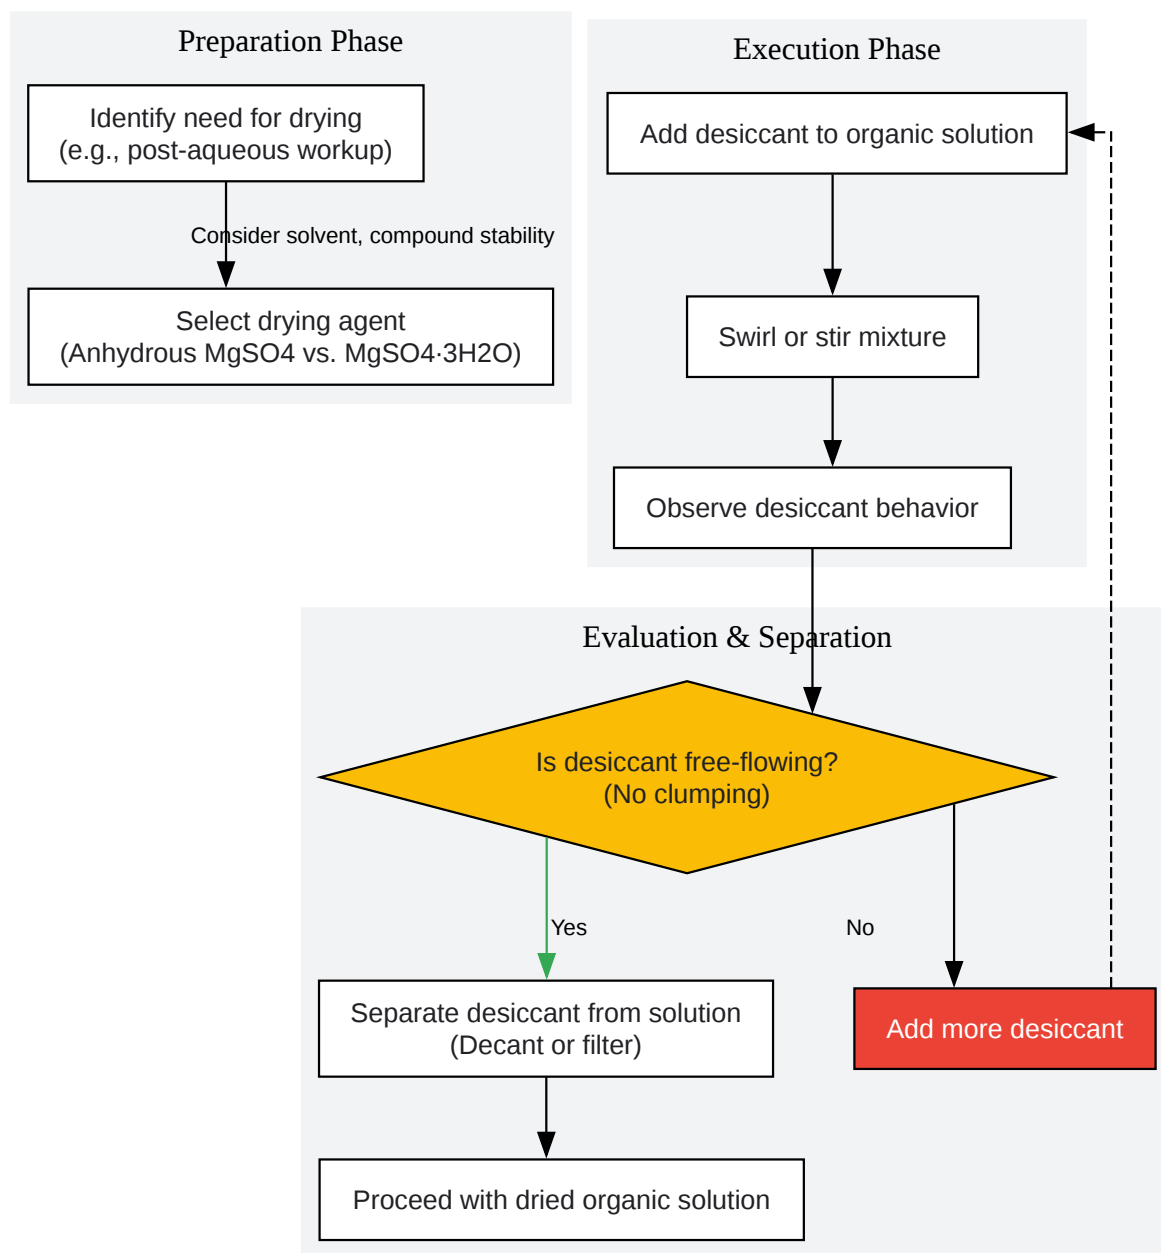 Preparation Phase
Identify need for drying
(e.g., post-aqueous workup)
Consider solvent, compound stability
Select drying agent
(Anhydrous MgSO4 vs. MgSO4·3H2O)
Execution Phase
Add desiccant to organic solution
Swirl or stir mixture
Observe desiccant behavior
Evaluation & Separation
Is desiccant free-flowing?
(No clumping)
Yes
No
Separate desiccant from solution
(Decant or filter)
Add more desiccant
Proceed with dried organic solution